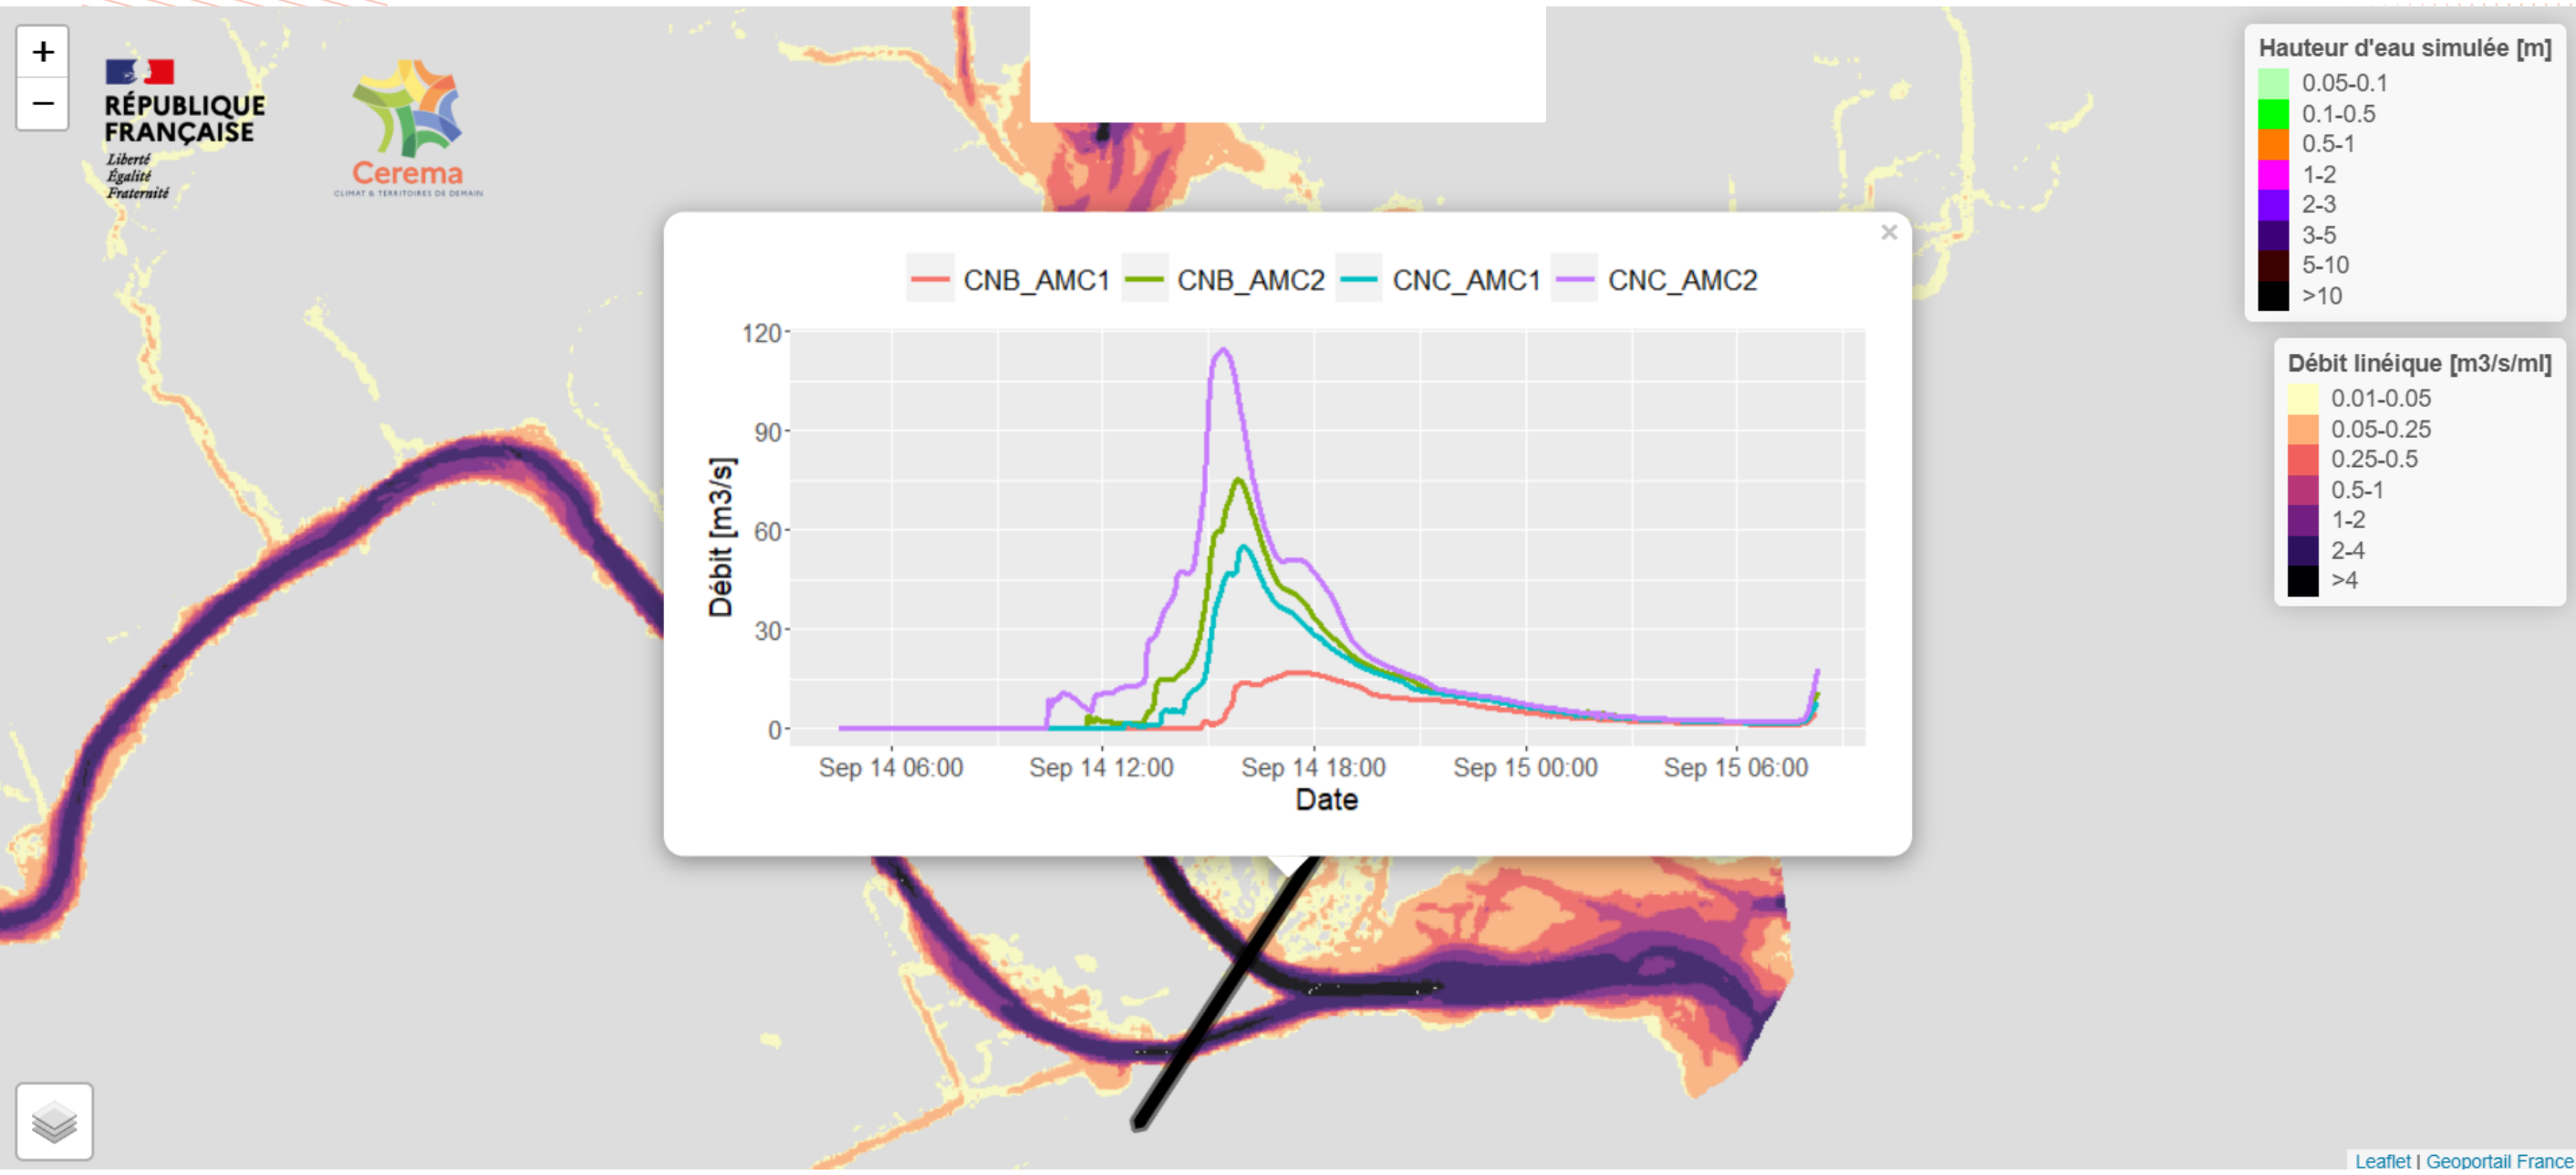 +
−
RÉPUBLIQUE
FRANÇAISE
Liberté
Égalité
Fraternité
Cerema
CLIMAT & TERRITOIRES DE DEMAIN
×
CNB_AMC1 CNB_AMC2 CNC_AMC1 CNC_AMC2
120
90
60
30
0
Débit [m3/s]
Sep 14 06:00 Sep 14 12:00 Sep 14 18:00 Sep 15 00:00 Sep 15 06:00
Date
Hauteur d'eau simulée [m]
0.05-0.1
0.1-0.5
0.5-1
1-2
2-3
3-5
5-10
>10
Débit linéique [m3/s/ml]
0.01-0.05
0.05-0.25
0.25-0.5
0.5-1
1-2
2-4
>4
Leaflet | Geoportail France